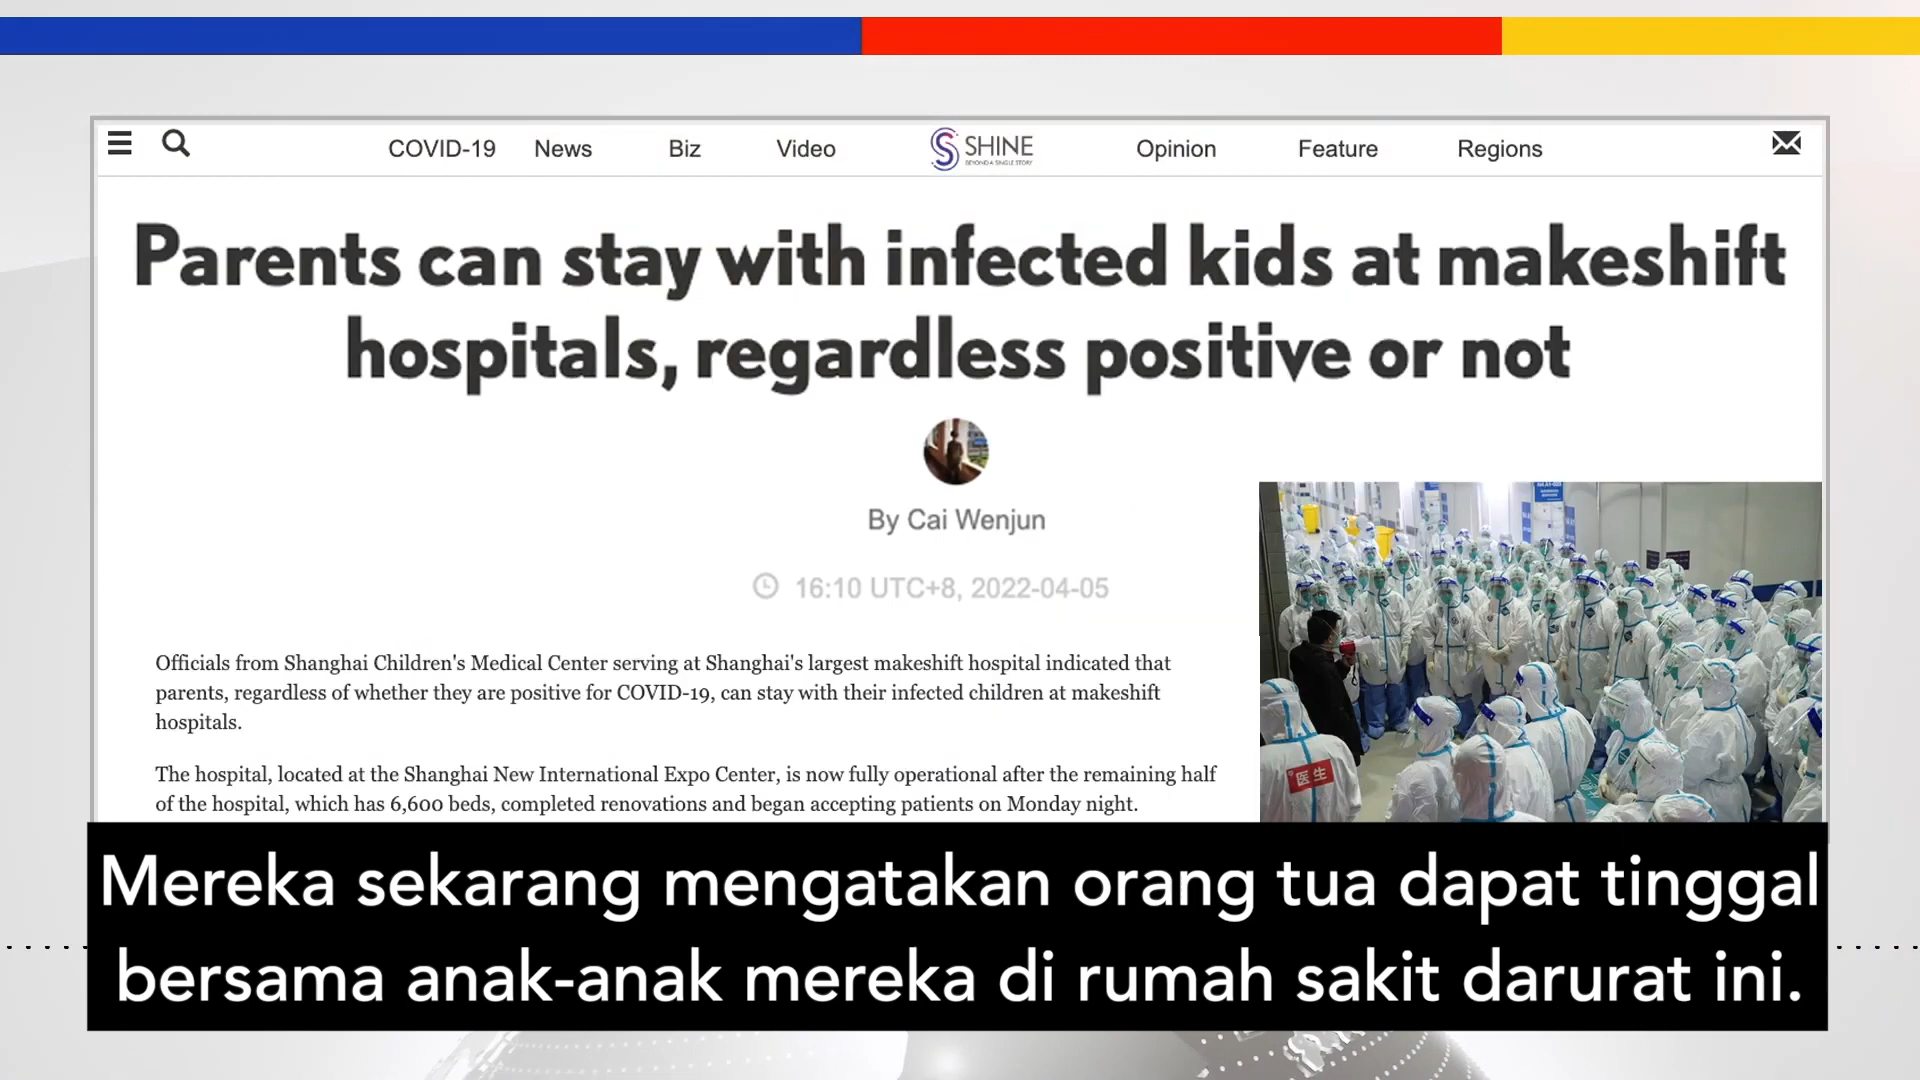 COVID-19 News Biz Video SHINE Opinion Feature Regions
BEYOND A SINGLE STORY
Parents can stay with infected kids at makeshift
hospitals, regardless positive or not
By Cai Wenjun
16:10 UTC+8, 2022-04-05
Officials from Shanghai Children's Medical Center serving at Shanghai's largest makeshift hospital indicated that
parents, regardless of whether they are positive for COVID-19, can stay with their infected children at makeshift
hospitals.
The hospital, located at the Shanghai New International Expo Center, is now fully operational after the remaining half
of the hospital, which has 6,600 beds, completed renovations and began accepting patients on Monday night.
医生
Mereka sekarang mengatakan orang tua dapat tinggal
bersama anak-anak mereka di rumah sakit darurat ini.